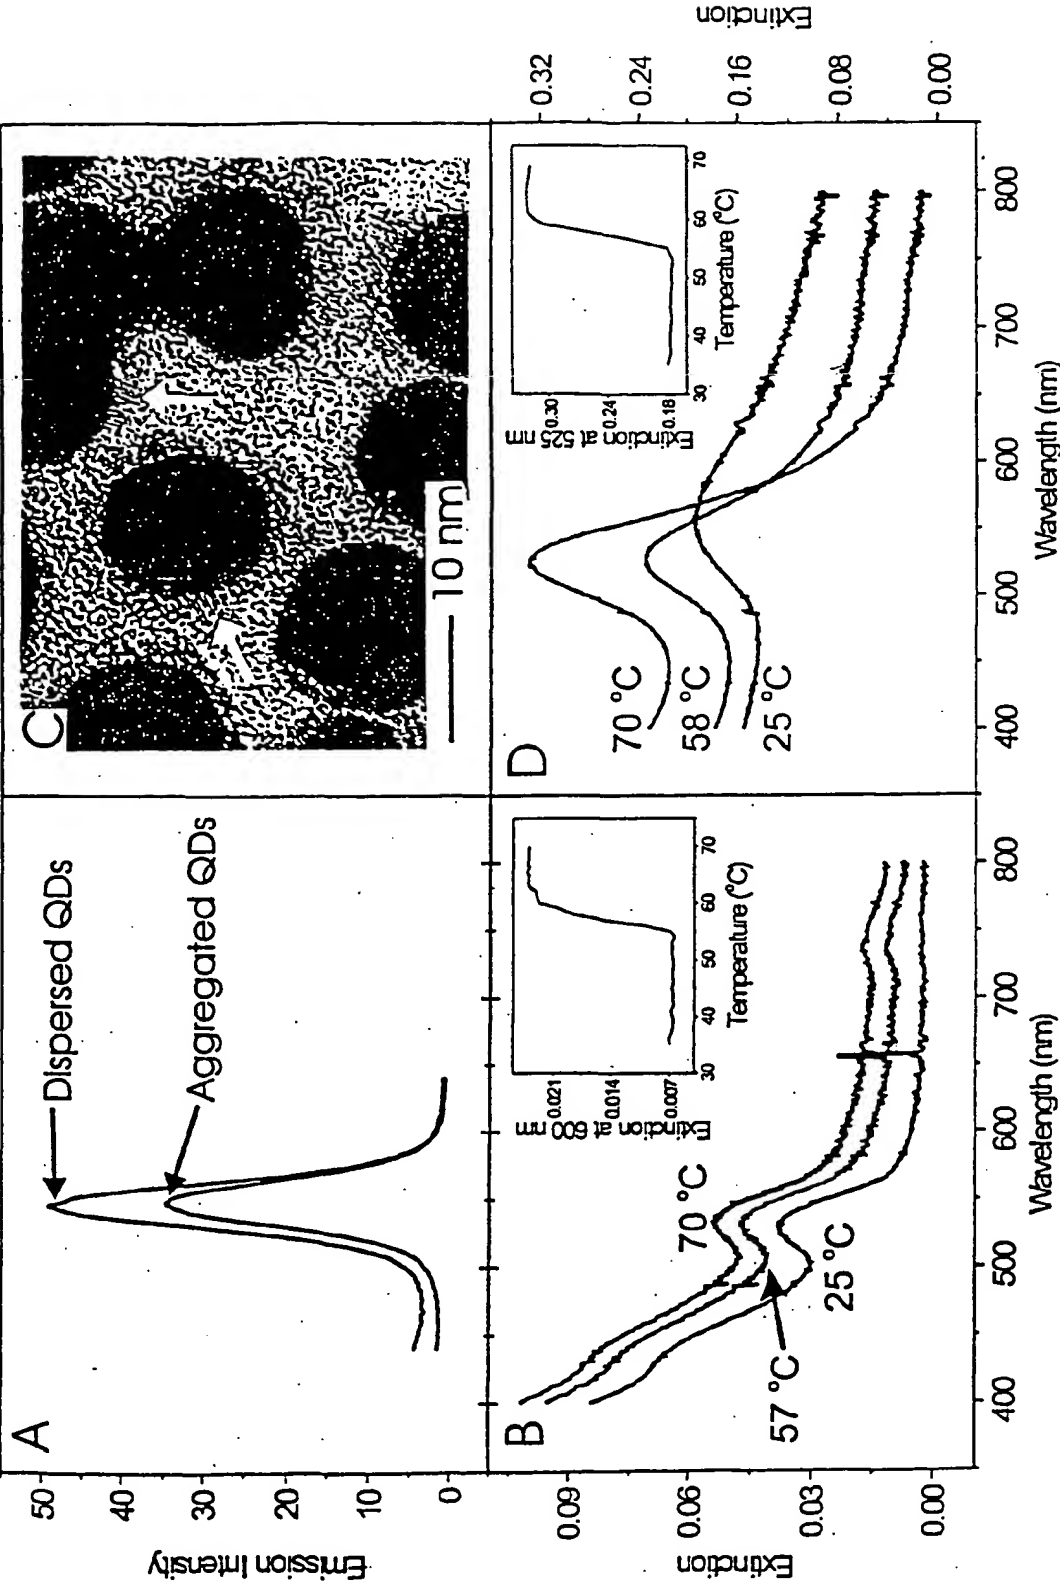 A
Dispersed QDs
Aggregated QDs
50
40
30
20
10
0
Emission Intensity
C
10 nm
B
70 °C
57 °C
25 °C
0.09
0.06
0.03
0.00
Extinction
400
500
600
700
800
Wavelength (nm)
Extinction at 600 nm
0.021
0.014
0.007
30
40
50
60
70
Temperature (°C)
D
70 °C
58 °C
25 °C
Extinction at 525 nm
0.30
0.24
0.18
30
40
50
60
70
Temperature (°C)
0.32
0.24
0.16
0.08
0.00
Extinction
400
500
600
700
800
Wavelength (nm)